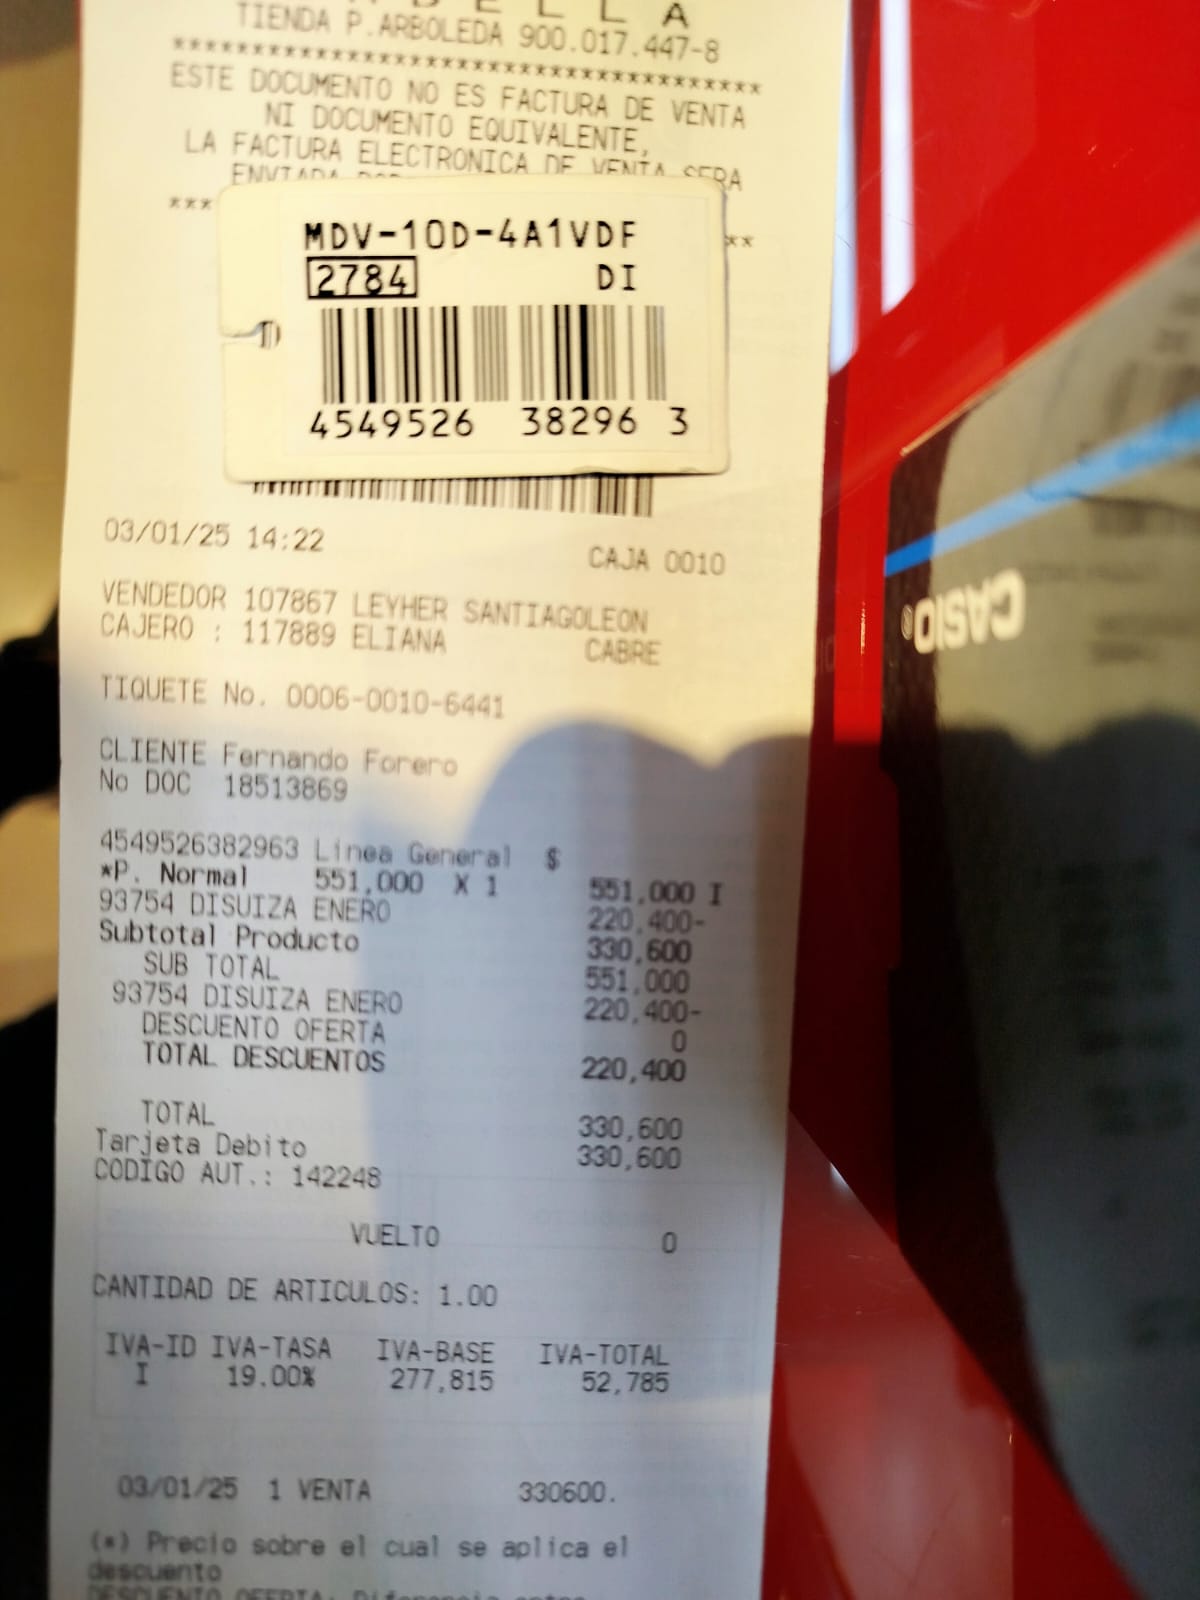 ELLA
TIENDA P.ARBOLEDA 900.017.447-8
**************************************
ESTE DOCUMENTO NO ES FACTURA DE VENTA
NI DOCUMENTO EQUIVALENTE,
LA FACTURA ELECTRONICA DE VENTA SERA
ENVIADA POR
*** **
MDV-10D-4A1VDF
2784 DI
4549526 38296 3
03/01/25 14:22 CAJA 0010
VENDEDOR 107867 LEYHER SANTIAGOLEON
CAJERO : 117889 ELIANA CABRE
TIQUETE No. 0006-0010-6441
CLIENTE Fernando Forero
No DOC 18513869
4549526382963 Linea General $
*P. Normal 551,000 X 1 551,000 I
93754 DISUIZA ENERO 220,400-
Subtotal Producto 330,600
SUB TOTAL 551,000
93754 DISUIZA ENERO 220,400-
DESCUENTO OFERTA 0
TOTAL DESCUENTOS 220,400
TOTAL 330,600
Tarjeta Debito 330,600
CODIGO AUT.: 142248
VUELTO 0
CANTIDAD DE ARTICULOS: 1.00
IVA-ID IVA-TASA IVA-BASE IVA-TOTAL
I 19.00% 277,815 52,785
03/01/25 1 VENTA 330600.
(*) Precio sobre el cual se aplica el
descuento
DESCUENTO OFERTA: Diferencia entre
CASIO®